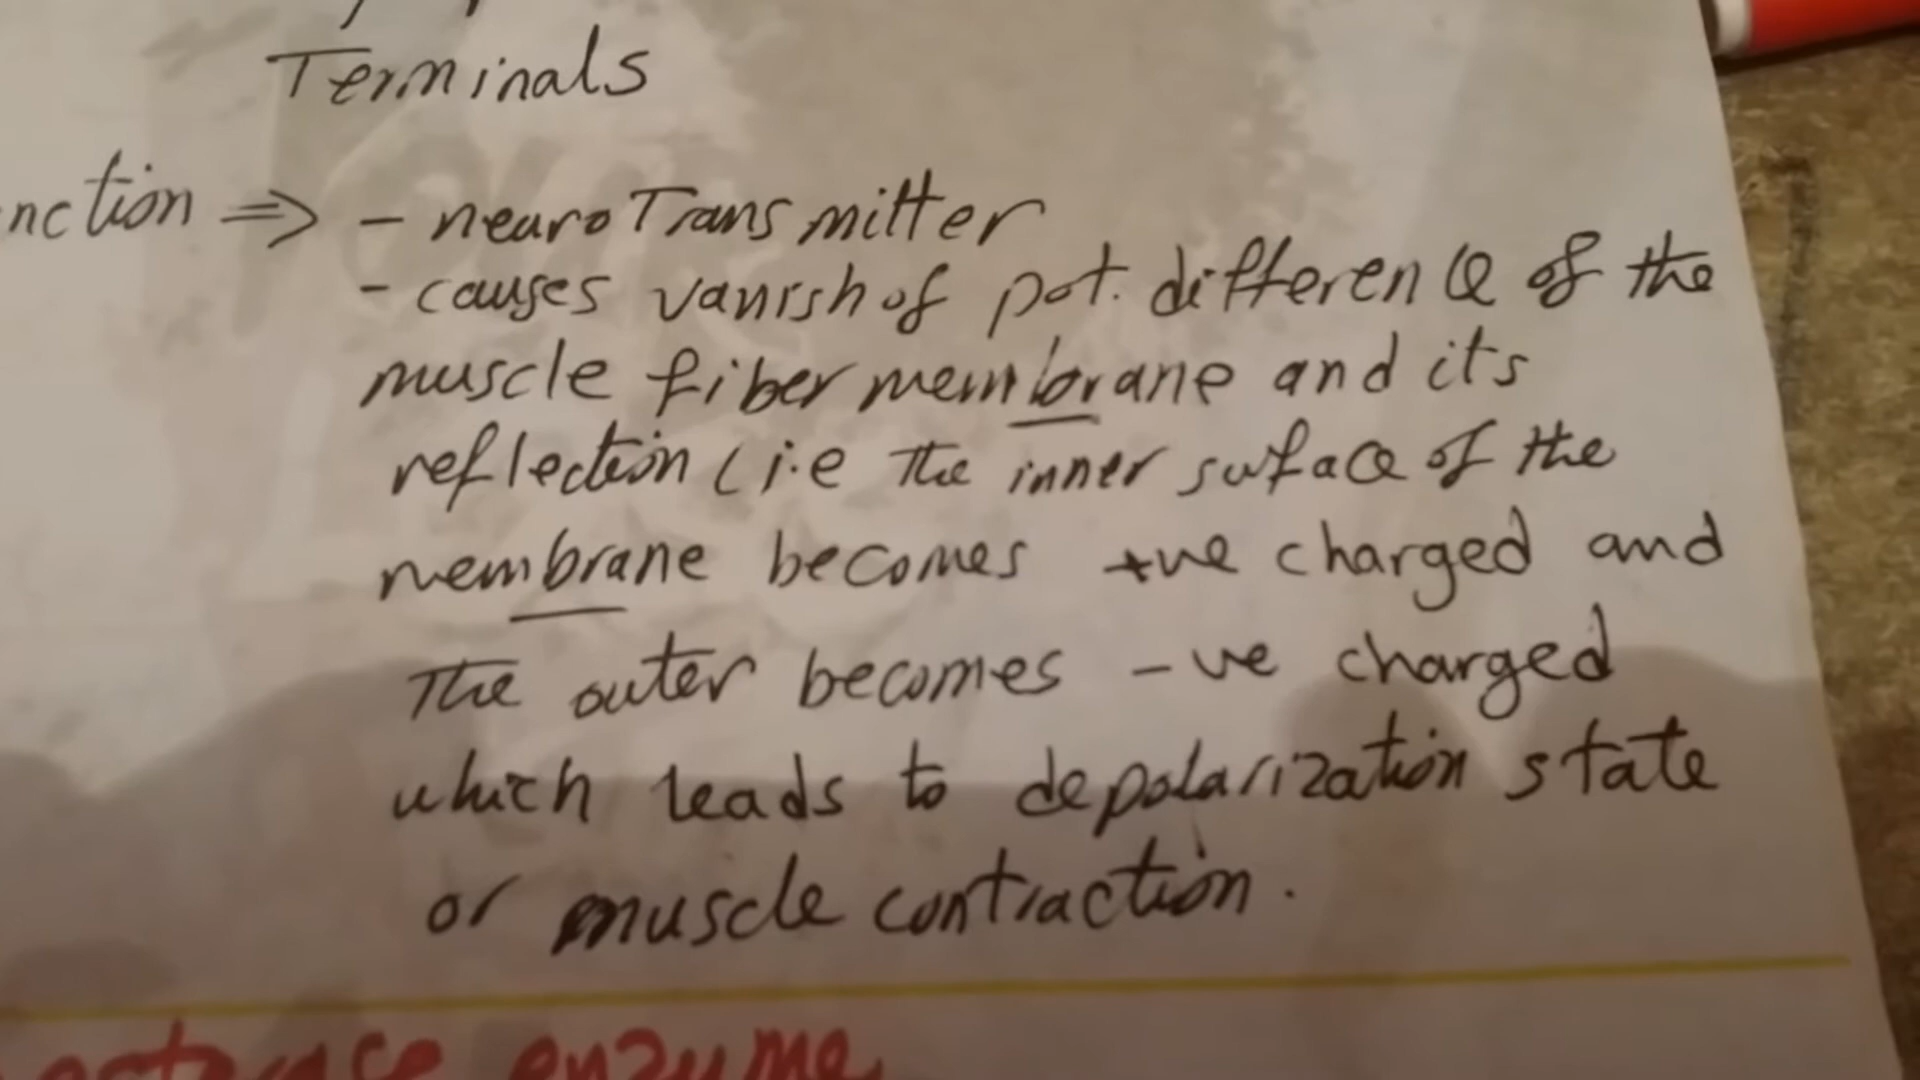 Terminals
nction ⇒ - neuroTransmitter
- causes vanish of pot. difference of the
muscle fiber membrane and its
reflection (i.e The inner surface of the
membrane becomes +ve charged and
The outer becomes -ve charged
which leads to depolarization state
or muscle contraction.
enzyme